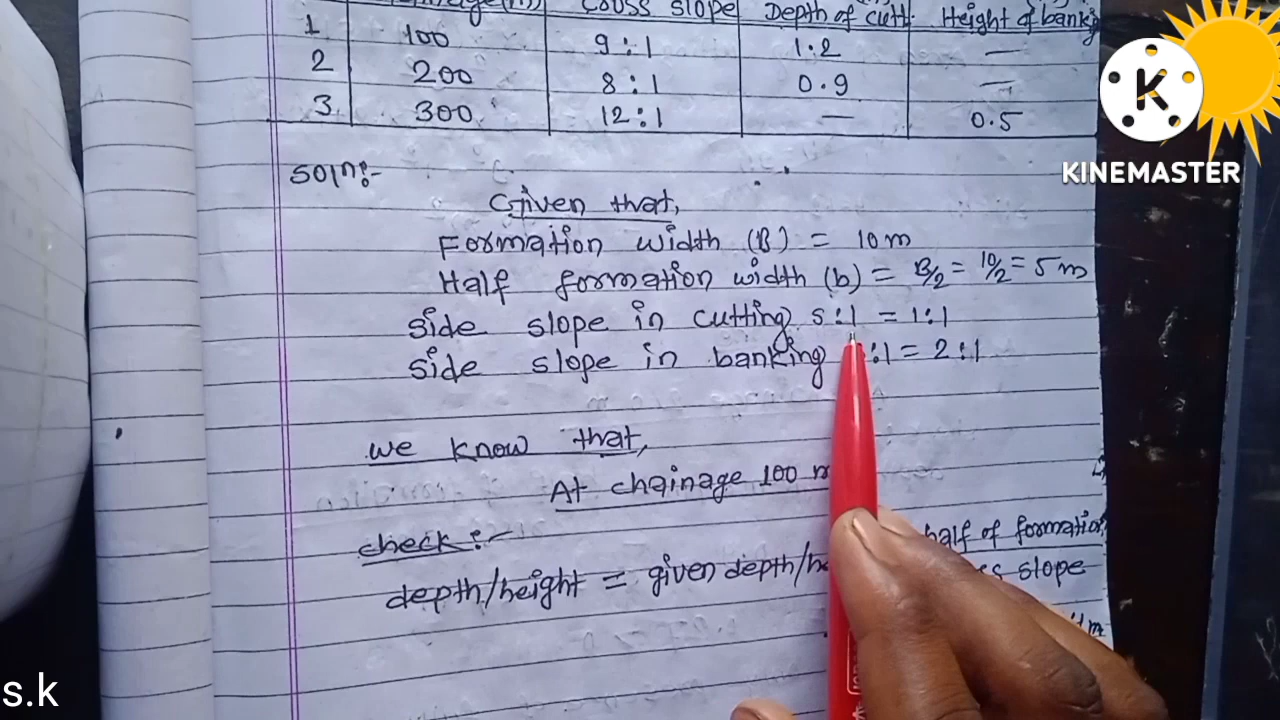 Cross slope Depth of cutt. Height of banking
1 100 9:1 1.2 —
2 200 8:1 0.9 —
3 300 12:1 — 0.5
K
KINEMASTER
Soln:-
Given that,
Formation width (B) = 10m
Half formation width (b) = B/2 = 10/2 = 5 m
side slope in cutting s:1 = 1:1
side slope in banking :1 = 2:1
we know that,
At chainage 100
check:-
half of formation
depth/height = given depth/ slope
s.k